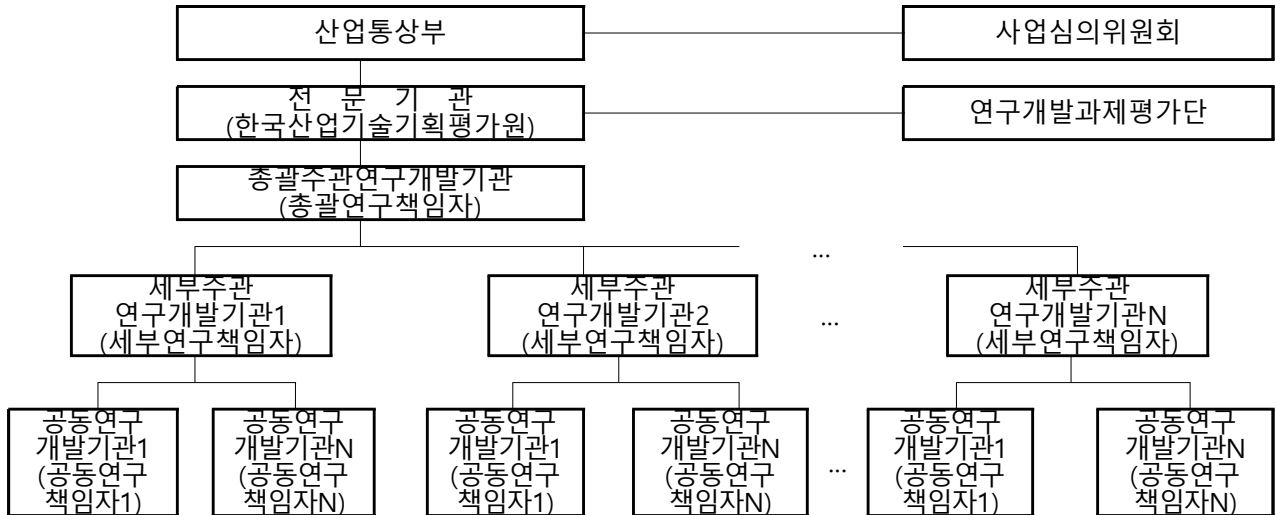 산업통상부
사업심의위원회
전 문 기 관
(한국산업기술기획평가원)
연구개발과제평가단
총괄주관연구개발기관
(총괄연구책임자)
...
세부주관
연구개발기관1
(세부연구책임자)
세부주관
연구개발기관2
(세부연구책임자)
...
세부주관
연구개발기관N
(세부연구책임자)
공동연구
개발기관1
(공동연구
책임자1)
공동연구
개발기관N
(공동연구
책임자N)
공동연구
개발기관1
(공동연구
책임자1)
공동연구
개발기관N
(공동연구
책임자N)
...
공동연구
개발기관1
(공동연구
책임자1)
공동연구
개발기관N
(공동연구
책임자N)